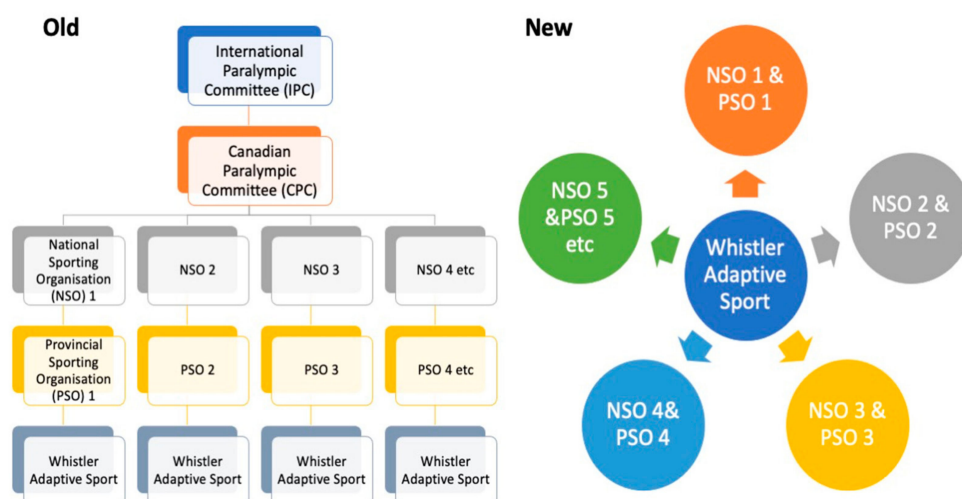 Old
International
Paralympic
Committee (IPC)
Canadian
Paralympic
Committee (CPC)
National
Sporting
Organisation
(NSO) 1
NSO 2
NSO 3
NSO 4 etc
Provincial
Sporting
Organisation
(PSO) 1
PSO 2
PSO 3
PSO 4 etc
Whistler
Adaptive Sport
Whistler
Adaptive Sport
Whistler
Adaptive Sport
Whistler
Adaptive Sport
New
NSO 1 &
PSO 1
NSO 2 &
PSO 2
NSO 3 &
PSO 3
NSO 4&
PSO 4
NSO 5
&PSO 5
etc
Whistler
Adaptive
Sport